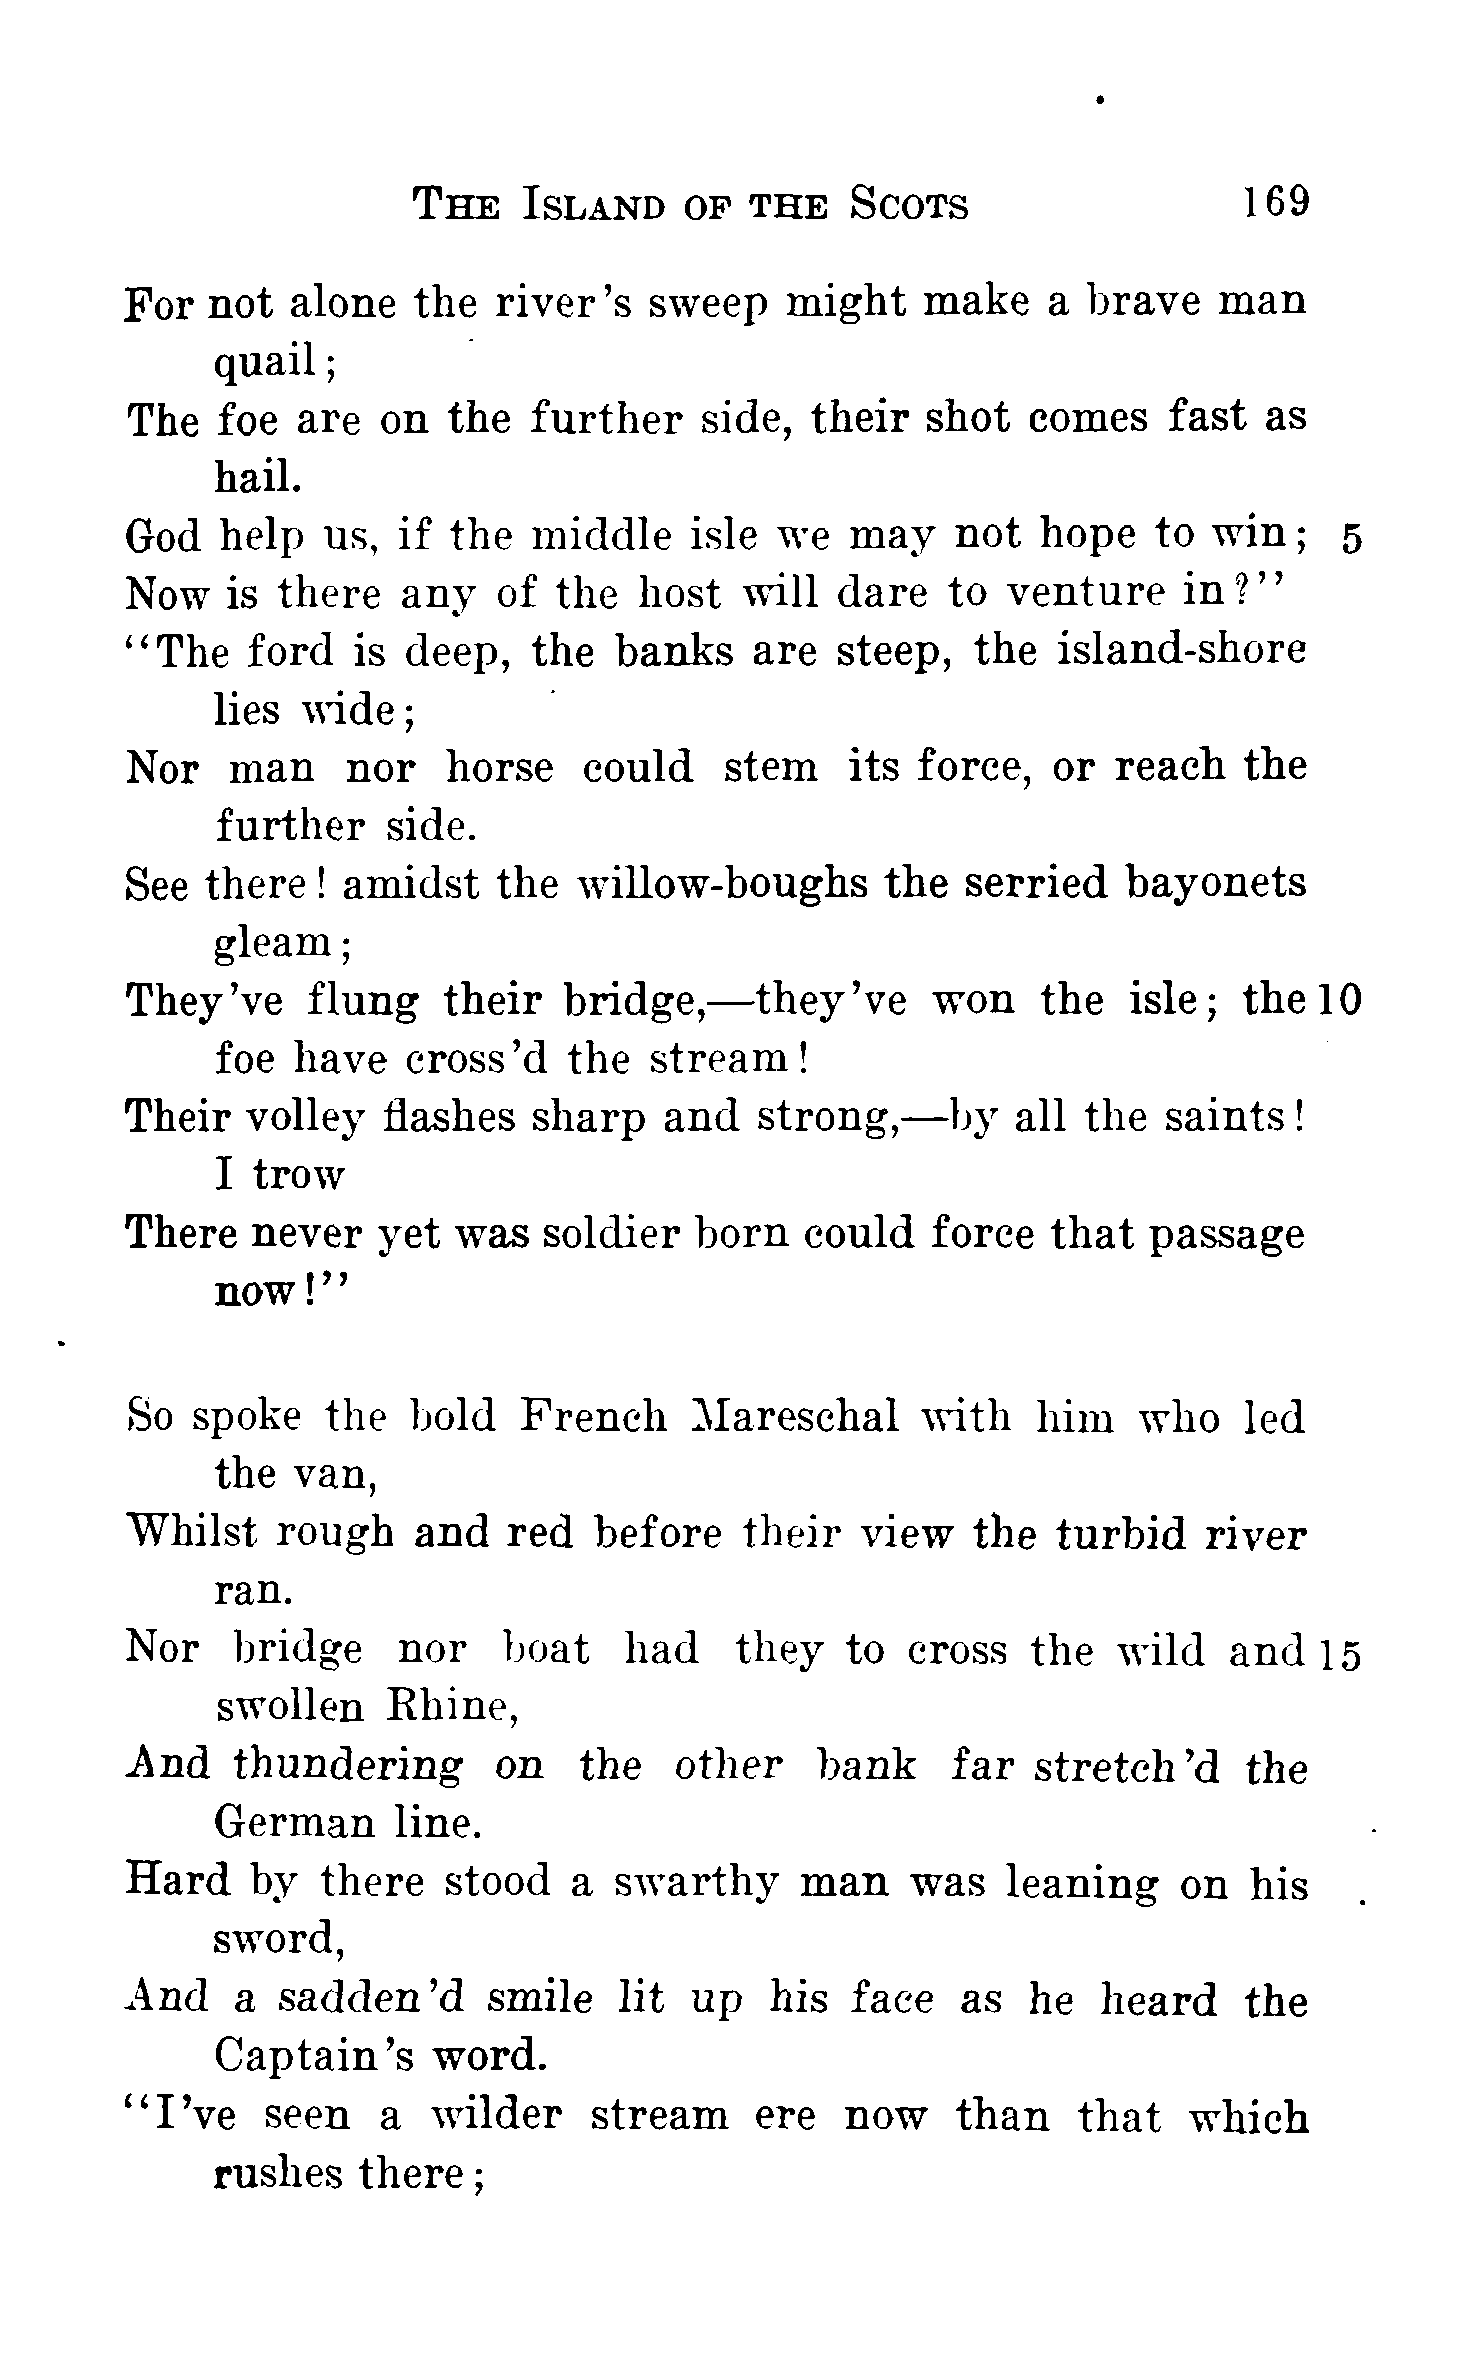 THE ISLAND OF THE SCOTS 169
For not alone the river's sweep might make a brave man
quail;
The foe are on the further side, their shot comes fast as
hail.
God help us, if the middle isle we may not hope to win; 5
Now is there any of the host will dare to venture in?"
"The ford is deep, the banks are steep, the island-shore
lies wide;
Nor man nor horse could stem its force, or reach the
further side.
See there! amidst the willow-boughs the serried bayonets
gleam;
They've flung their bridge,—they've won the isle; the 10
foe have cross'd the stream!
Their volley flashes sharp and strong,—by all the saints!
I trow
There never yet was soldier born could force that passage
now!"
So spoke the bold French Mareschal with him who led
the van,
Whilst rough and red before their view the turbid river
ran.
Nor bridge nor boat had they to cross the wild and 15
swollen Rhine,
And thundering on the other bank far stretch'd the
German line.
Hard by there stood a swarthy man was leaning on his
sword,
And a sadden'd smile lit up his face as he heard the
Captain's word.
"I've seen a wilder stream ere now than that which
rushes there;